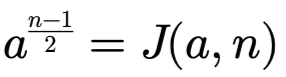 a^{\frac{n-1}{2}} = J(a, n)